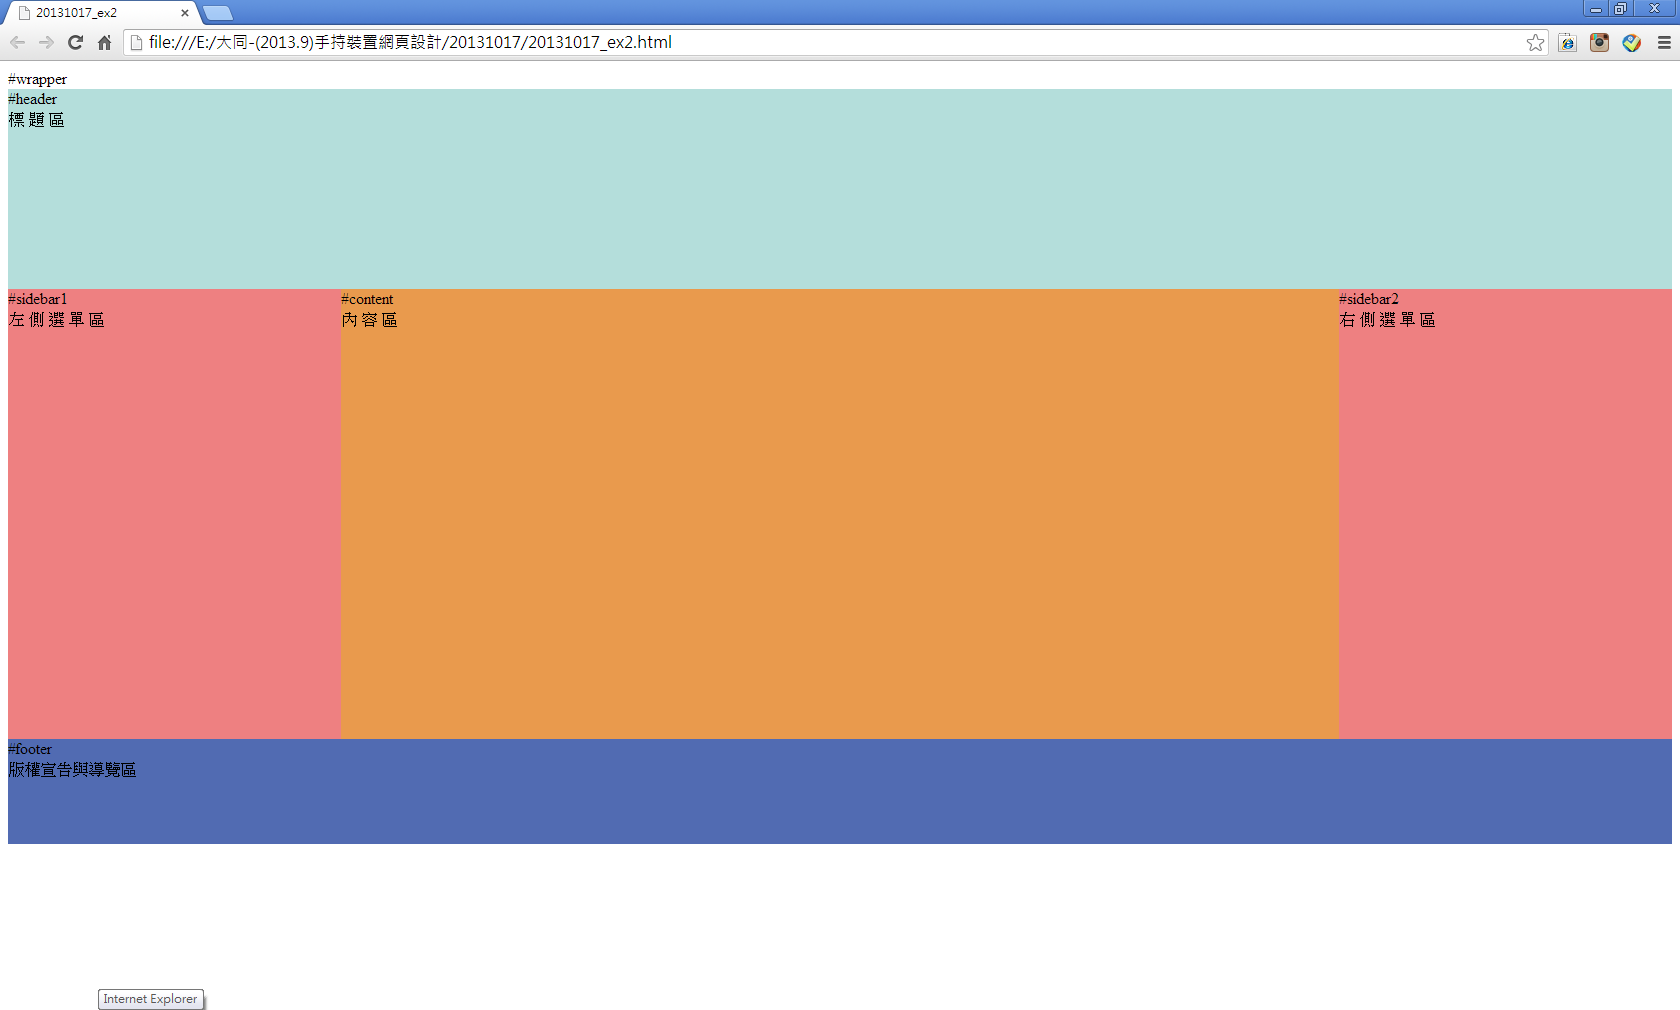 20131017_ex2
file:///E:/大同-(2013.9)手持裝置網頁設計/20131017/20131017_ex2.html
#wrapper
#header
標 題 區
#sidebar1
左 側 選 單 區
#content
內 容 區
#sidebar2
右 側 選 單 區
#footer
版權宣告與導覽區
Internet Explorer